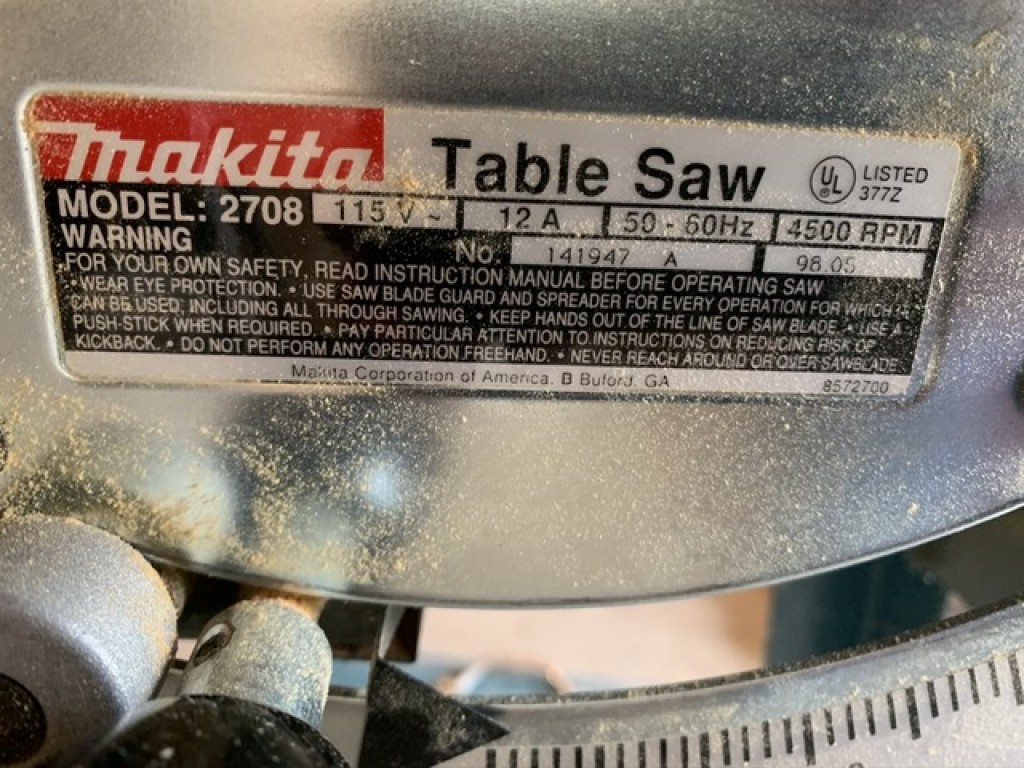 makita Table Saw UL LISTED 377Z
MODEL: 2708 115 V ~ 12 A 50 - 60Hz 4500 RPM
WARNING No. 141947 A 98.05
FOR YOUR OWN SAFETY, READ INSTRUCTION MANUAL BEFORE OPERATING SAW
•WEAR EYE PROTECTION. • USE SAW BLADE GUARD AND SPREADER FOR EVERY OPERATION FOR WHICH IT
CAN BE USED, INCLUDING ALL THROUGH SAWING. • KEEP HANDS OUT OF THE LINE OF SAW BLADE • USE A
PUSH-STICK WHEN REQUIRED. • PAY PARTICULAR ATTENTION TO INSTRUCTIONS ON REDUCING RISK OF
KICKBACK. • DO NOT PERFORM ANY OPERATION FREEHAND. • NEVER REACH AROUND OR OVER SAWBLADE
Makita Corporation of America. B Buford, GA 8572700